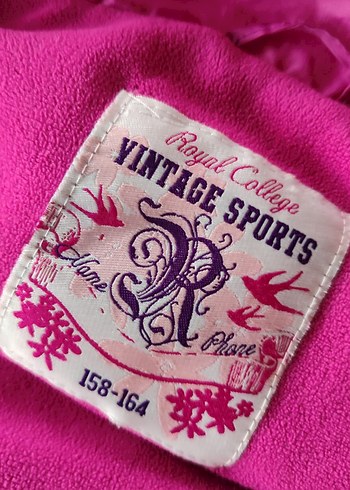 Royal College
VINTAGE SPORTS
R
Name
Phone
158-164